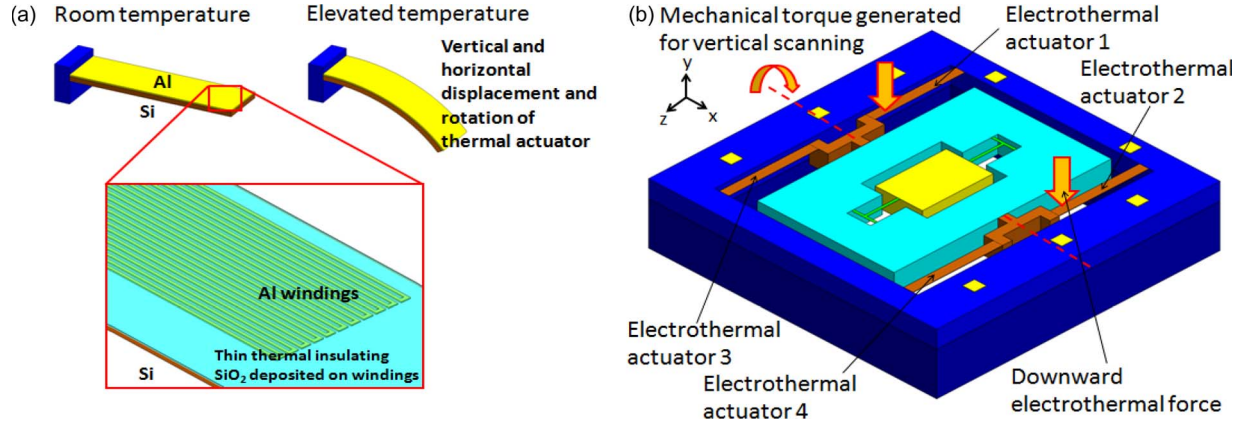 (a)
Room temperature
Elevated temperature
Al
Si
Vertical and
horizontal
displacement and
rotation of
thermal actuator
Al windings
Thin thermal insulating
SiO₂ deposited on windings
Si
(b)
Mechanical torque generated
for vertical scanning
Electrothermal
actuator 1
Electrothermal
actuator 2
y
z
x
Electrothermal
actuator 3
Electrothermal
actuator 4
Downward
electrothermal force